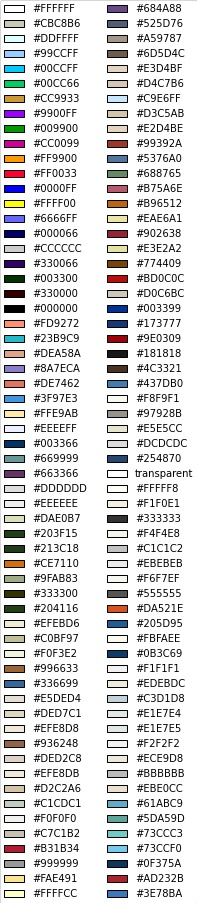 #FFFFFF
#CBC8B6
#DDFFFF
#99CCFF
#00CCFF
#00CC66
#CC9933
#9900FF
#009900
#CC0099
#FF9900
#FF0033
#0000FF
#FFFF00
#6666FF
#000066
#CCCCCC
#330066
#003300
#330000
#000000
#FD9272
#23B9C9
#DEA58A
#8A7ECA
#DE7462
#3F97E3
#FFE9AB
#EEEEFF
#003366
#669999
#663366
#DDDDDD
#EEEEEE
#DAE0B7
#203F15
#213C18
#CE7110
#9FAB83
#333300
#204116
#EFEBD6
#C0BF97
#F0F3E2
#996633
#336699
#E5DED4
#DED7C1
#EFE8D8
#936248
#DED2C8
#EFE8DB
#D2C2A6
#C1CDC1
#F0F0F0
#C7C1B2
#B31B34
#999999
#FAE491
#FFFFCC
#684A88
#525D76
#A59787
#6D5D4C
#E3D4BF
#D4C7B6
#C9E6FF
#D3C5AB
#E2D4BE
#99392A
#5376A0
#688765
#B75A6E
#B96512
#EAE6A1
#902638
#E3E2A2
#774409
#BD0C0C
#D0C6BC
#003399
#173777
#9E0309
#181818
#4C3321
#437DB0
#F8F9F1
#97928B
#E5E5CC
#DCDCDC
#254870
transparent
#FFFFF8
#F1F0E1
#333333
#F4F4E8
#C1C1C2
#EBEBEB
#F6F7EF
#555555
#DA521E
#205D95
#FBFAEE
#0B3C69
#F1F1F1
#EDEBDC
#C3D1D8
#E1E7E4
#E1E7E5
#F2F2F2
#ECE9D8
#BBBBBB
#EBE0CC
#61ABC9
#5DA59D
#73CCC3
#73CCF0
#0F375A
#AD232B
#3E78BA